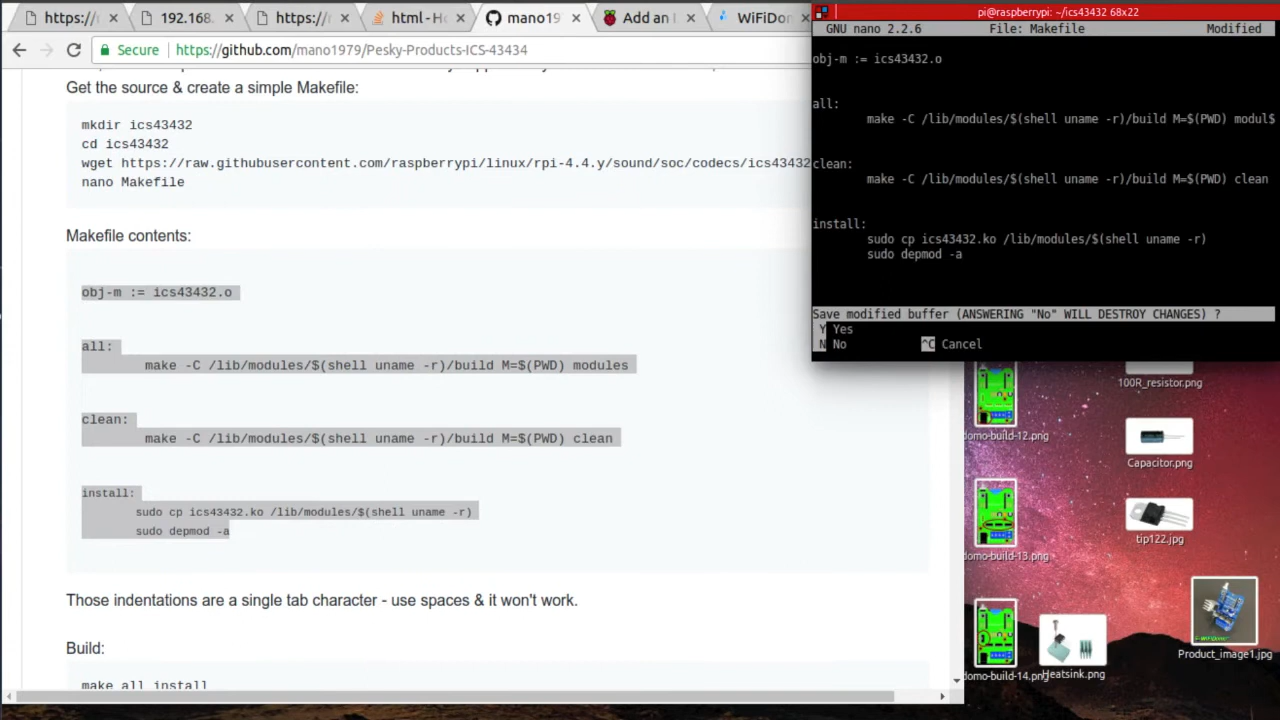 https://
192.168.
https://
html - Ho
mano19
Add an
WiFiDon
Secure https://github.com/mano1979/Pesky-Products-ICS-43434
Get the source & create a simple Makefile:
mkdir ics43432
cd ics43432
wget https://raw.githubusercontent.com/raspberrypi/linux/rpi-4.4.y/sound/soc/codecs/ics43432
nano Makefile
Makefile contents:
obj-m := ics43432.o
all:
make -C /lib/modules/$(shell uname -r)/build M=$(PWD) modules
clean:
make -C /lib/modules/$(shell uname -r)/build M=$(PWD) clean
install:
sudo cp ics43432.ko /lib/modules/$(shell uname -r)
sudo depmod -a
Those indentations are a single tab character - use spaces & it won't work.
Build:
make all install
pi@raspberrypi: ~/ics43432 68x22
GNU nano 2.2.6 File: Makefile Modified
obj-m := ics43432.o
all:
make -C /lib/modules/$(shell uname -r)/build M=$(PWD) modul$
clean:
make -C /lib/modules/$(shell uname -r)/build M=$(PWD) clean
install:
sudo cp ics43432.ko /lib/modules/$(shell uname -r)
sudo depmod -a
Save modified buffer (ANSWERING "No" WILL DESTROY CHANGES) ?
Y Yes
N No ^C Cancel
100R_resistor.png
domo-build-12.png
Capacitor.png
tip122.jpg
domo-build-13.png
Product_image1.jpg
domo-build-14.png
Heatsink.png